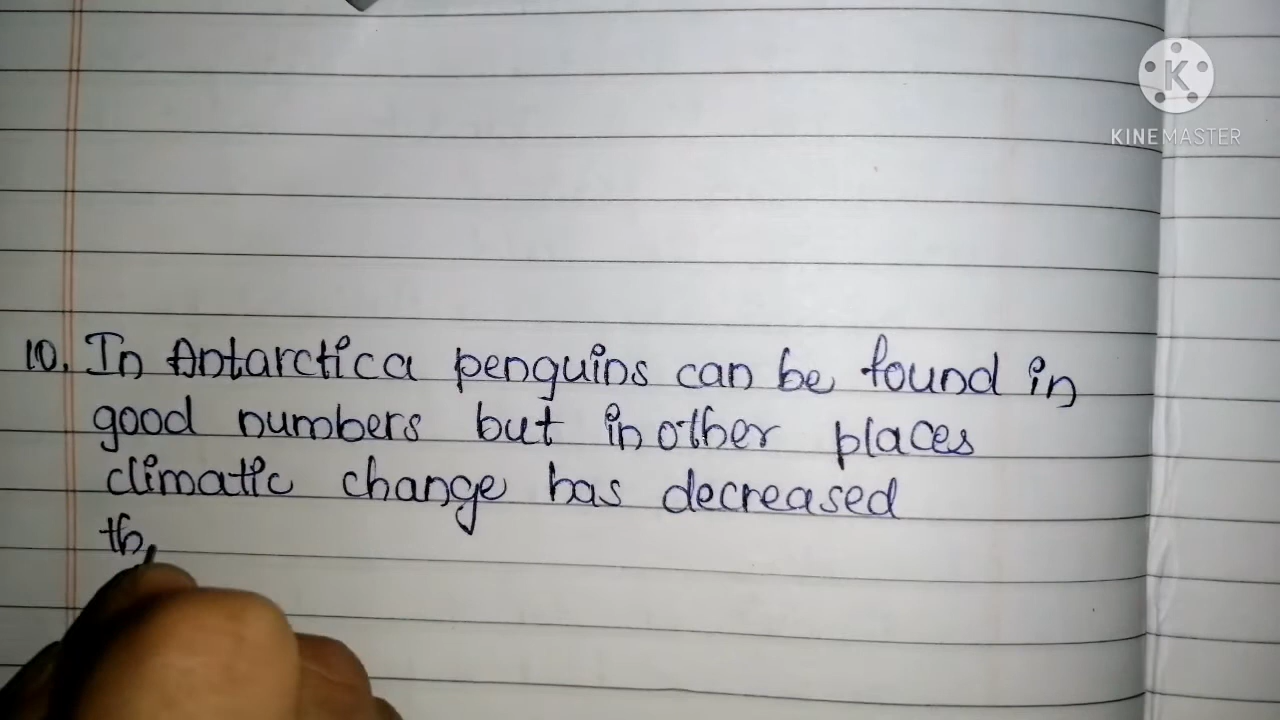 K
KINEMASTER
10. In Antarctica penguins can be found in
good numbers but in other places
climatic change has decreased
th